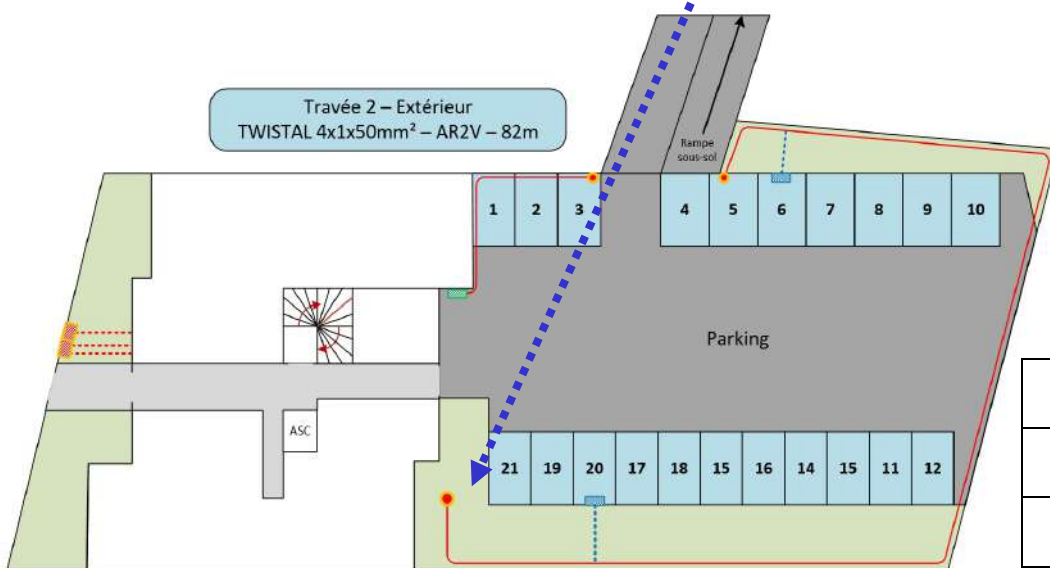 Travée 2 – Extérieur
TWISTAL 4x1x50mm² – AR2V – 82m
Rampe
sous-sol
1 2 3 4 5 6 7 8 9 10
Parking
ASC
21 19 20 17 18 15 16 14 15 11 12